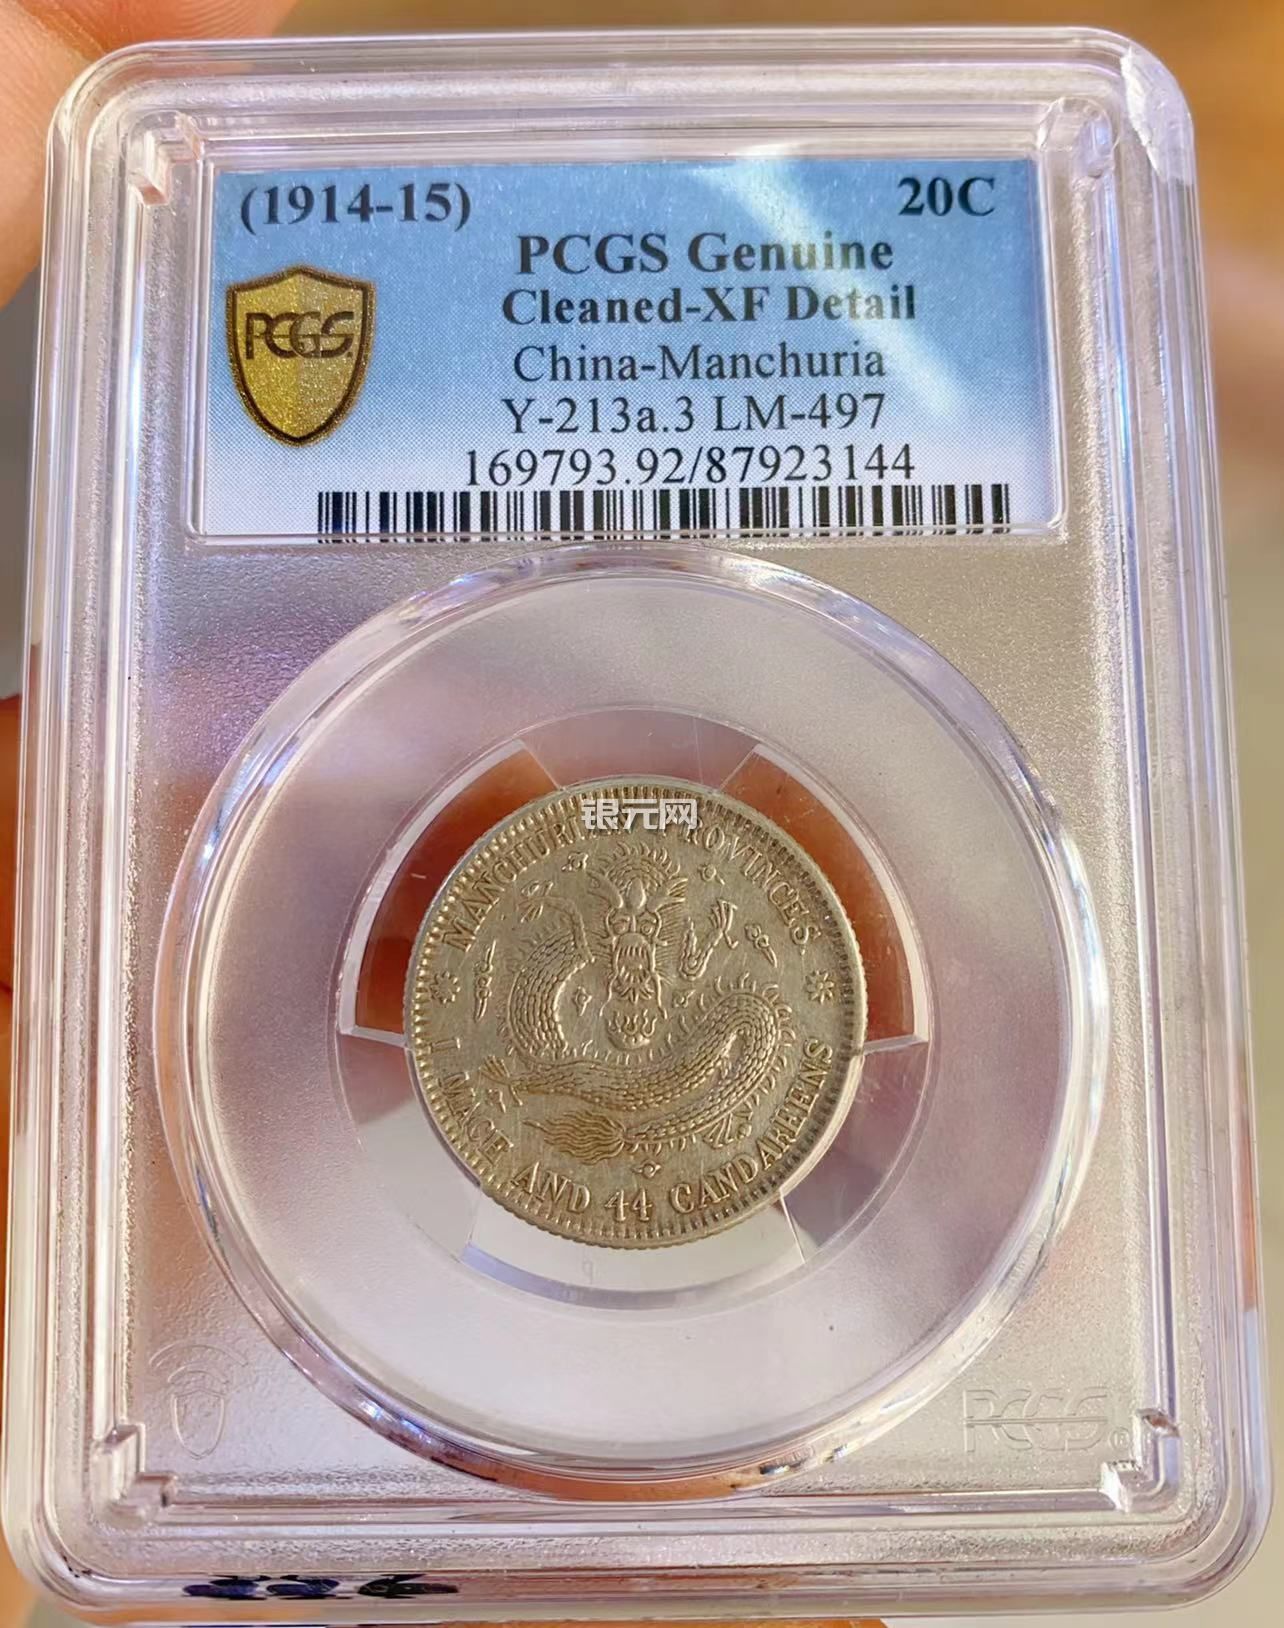 (1914-15) 20C
PCGS Genuine
Cleaned-XF Detail
PCGS
China-Manchuria
Y-213a.3 LM-497
169793.92/87923144
银元网
MANCHURIAN PROVINCES
1 MACE AND 44 CANDAREENS
PCGS